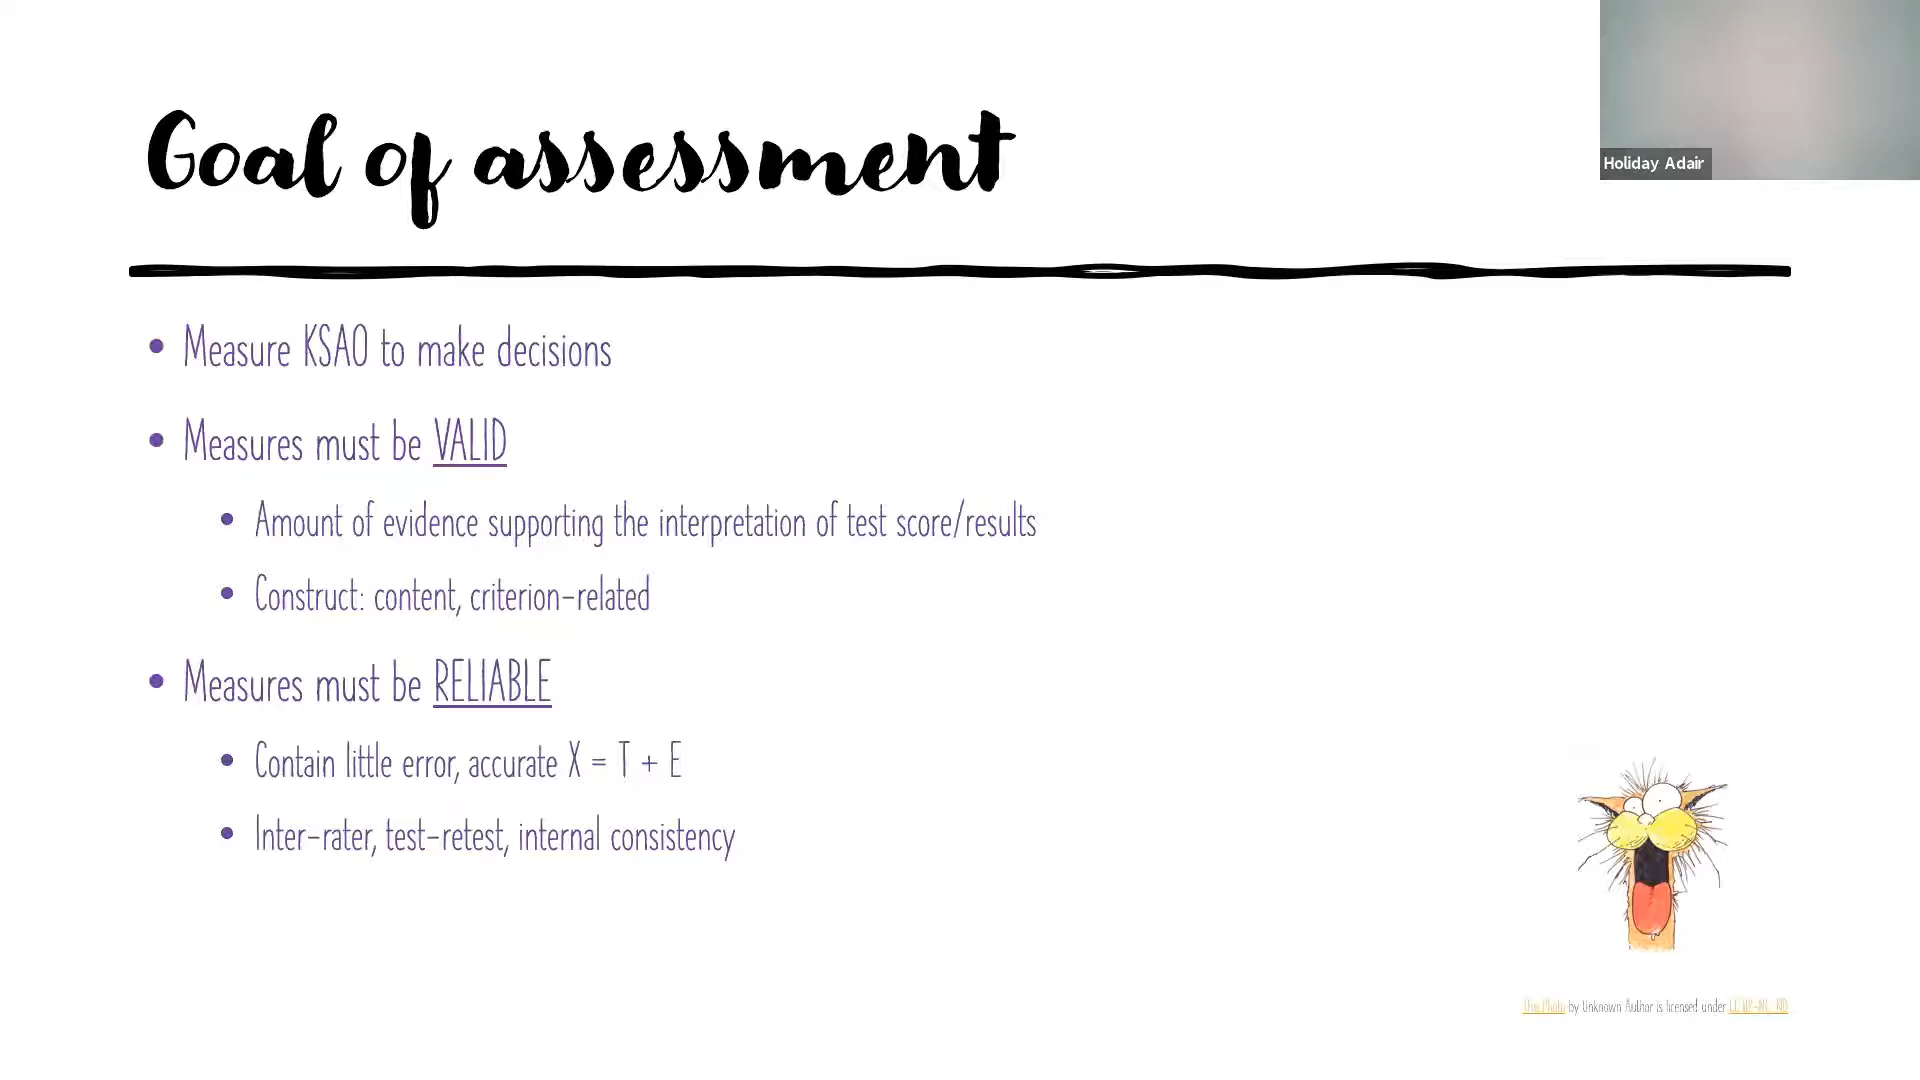 Goal of assessment
Holiday Adair
• Measure KSAO to make decisions
• Measures must be VALID
• Amount of evidence supporting the interpretation of test score/results
• Construct: content, criterion-related
• Measures must be RELIABLE
• Contain little error, accurate X = T + E
• Inter-rater, test-retest, internal consistency
This Photo by Unknown Author is licensed under CC BY-NC-ND